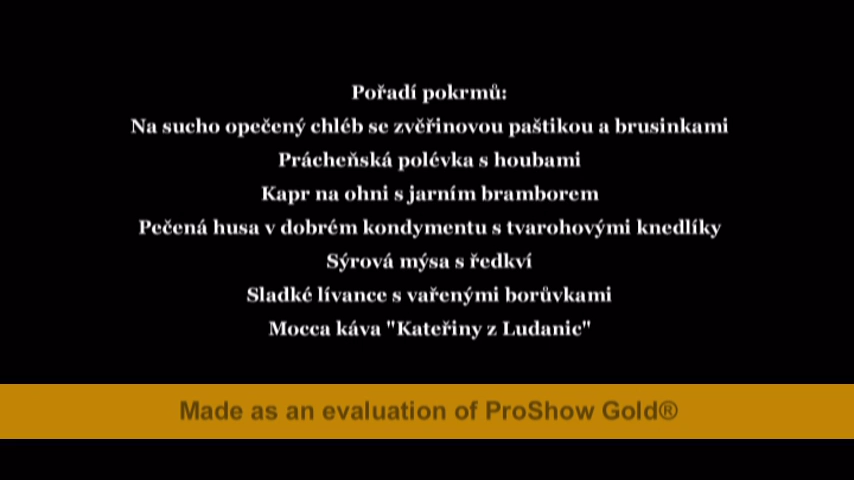 Pořadí pokrmů:
Na sucho opečený chléb se zvěřinovou paštikou a brusinkami
Prácheňská polévka s houbami
Kapr na ohni s jarním bramborem
Pečená husa v dobrém kondymentu s tvarohovými knedlíky
Sýrová mýsa s ředkví
Sladké lívance s vařenými borůvkami
Mocca káva "Kateřiny z Ludanic"
Made as an evaluation of ProShow Gold®